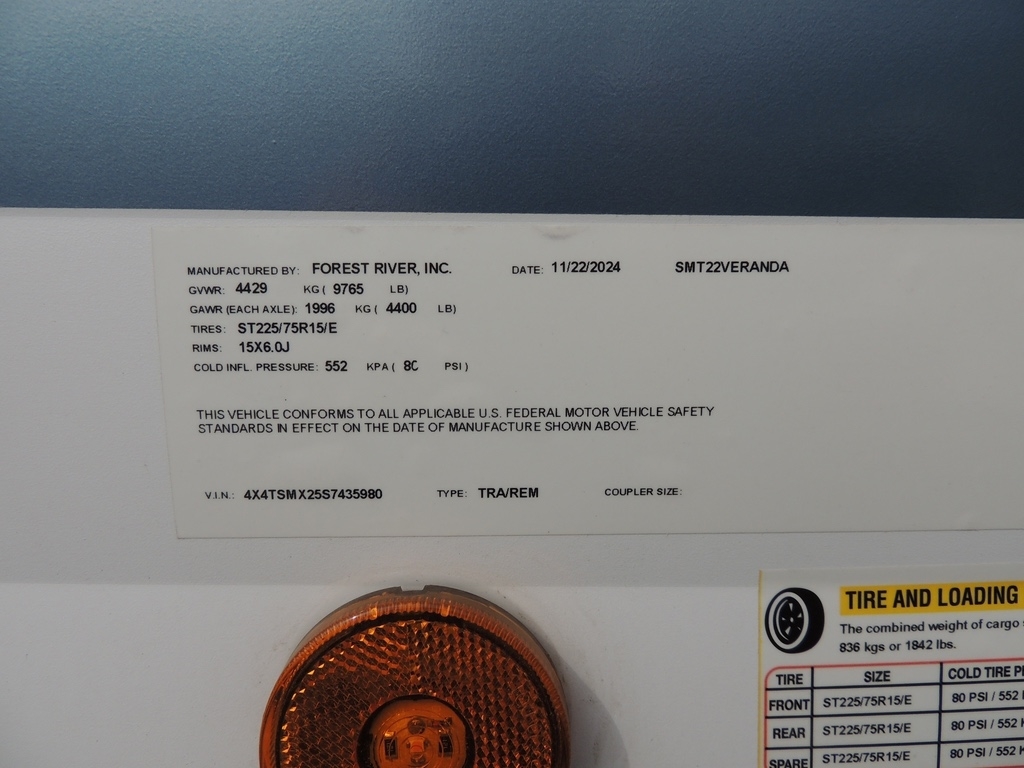 MANUFACTURED BY: FOREST RIVER, INC. DATE: 11/22/2024 SMT22VERANDA
GVWR: 4429 KG ( 9765 LB)
GAWR (EACH AXLE): 1996 KG ( 4400 LB)
TIRES: ST225/75R15/E
RIMS: 15X6.0J
COLD INFL. PRESSURE: 552 KPA ( 80 PSI )
THIS VEHICLE CONFORMS TO ALL APPLICABLE U.S. FEDERAL MOTOR VEHICLE SAFETY
STANDARDS IN EFFECT ON THE DATE OF MANUFACTURE SHOWN ABOVE.
V.I.N.: 4X4TSMX25S7435980 TYPE: TRA/REM COUPLER SIZE:
TIRE AND LOADING
The combined weight of cargo
836 kgs or 1842 lbs.
TIRE SIZE COLD TIRE
FRONT ST225/75R15/E 80 PSI / 552
REAR ST225/75R15/E 80 PSI / 552
SPARE ST225/75R15/E 80 PSI / 552